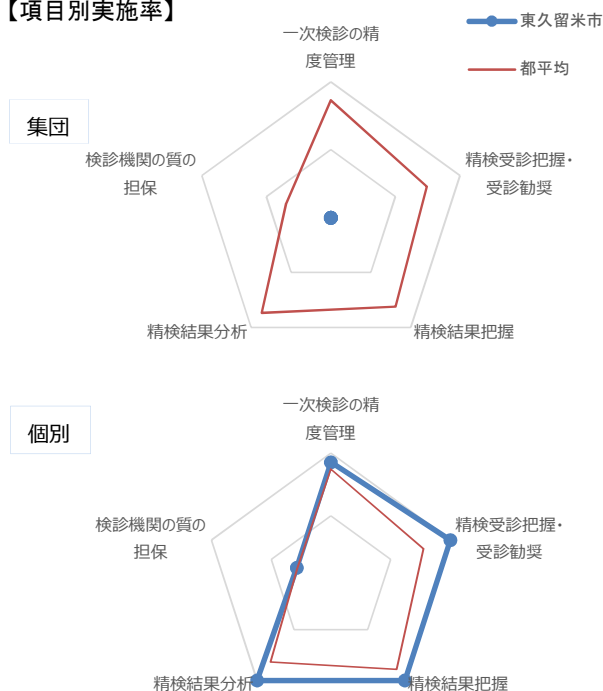 【項目別実施率】
東久留米市
都平均
集団
一次検診の精
度管理
精検受診把握・
受診勧奨
精検結果把握
精検結果分析
検診機関の質の
担保
個別
一次検診の精
度管理
精検受診把握・
受診勧奨
精検結果把握
精検結果分析
検診機関の質の
担保